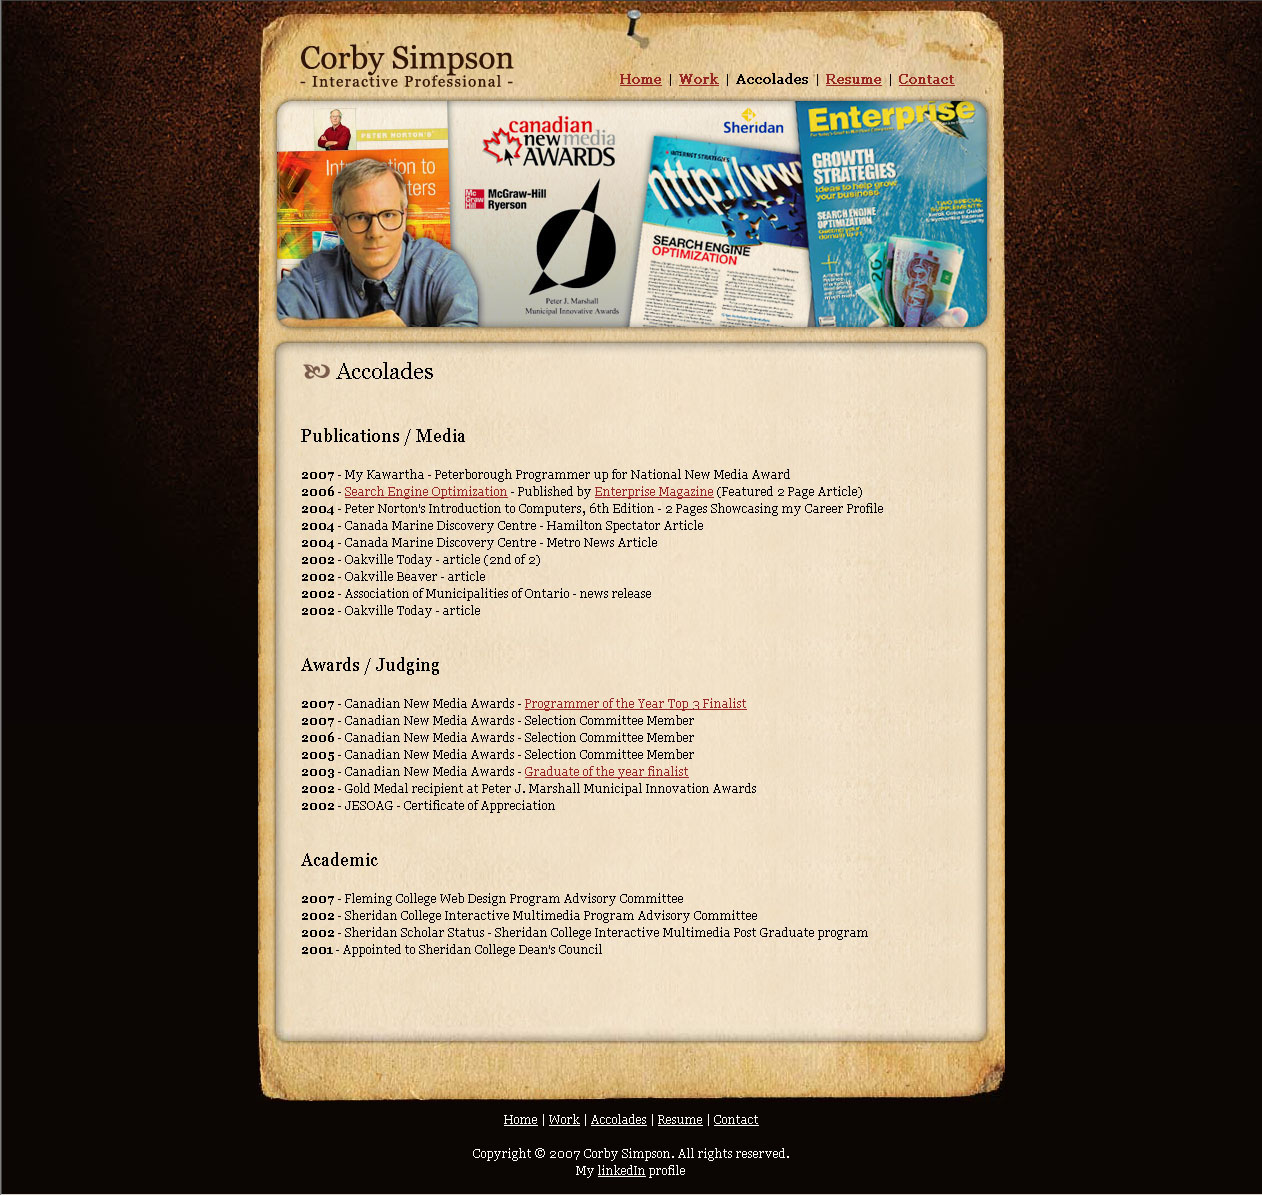 Corby Simpson
- Interactive Professional -
Home | Work | Accolades | Resume | Contact
PETER NORTON'S
Introduction to
canadian
new media
AWARDS
McGraw-Hill
Ryerson
Peter J. Marshall
Municipal Innovative Awards
Sheridan
INTERNET STRATEGIES
http://ww
SEARCH ENGINE
OPTIMIZATION
Enterprise
GROWTH
STRATEGIES
Ideas to help grow
your business
SEARCH ENGINE
OPTIMIZATION
TWO SPECIAL
SUPPLEMENTS:
Accolades
Publications / Media
2007 - My Kawartha - Peterborough Programmer up for National New Media Award
2006 - Search Engine Optimization - Published by Enterprise Magazine (Featured 2 Page Article)
2004 - Peter Norton's Introduction to Computers, 6th Edition - 2 Pages Showcasing my Career Profile
2004 - Canada Marine Discovery Centre - Hamilton Spectator Article
2004 - Canada Marine Discovery Centre - Metro News Article
2002 - Oakville Today - article (2nd of 2)
2002 - Oakville Beaver - article
2002 - Association of Municipalities of Ontario - news release
2002 - Oakville Today - article
Awards / Judging
2007 - Canadian New Media Awards - Programmer of the Year Top 3 Finalist
2007 - Canadian New Media Awards - Selection Committee Member
2006 - Canadian New Media Awards - Selection Committee Member
2005 - Canadian New Media Awards - Selection Committee Member
2003 - Canadian New Media Awards - Graduate of the year finalist
2002 - Gold Medal recipient at Peter J. Marshall Municipal Innovation Awards
2002 - JESOAG - Certificate of Appreciation
Academic
2007 - Fleming College Web Design Program Advisory Committee
2002 - Sheridan College Interactive Multimedia Program Advisory Committee
2002 - Sheridan Scholar Status - Sheridan College Interactive Multimedia Post Graduate program
2001 - Appointed to Sheridan College Dean's Council
Home | Work | Accolades | Resume | Contact
Copyright © 2007 Corby Simpson. All rights reserved.
My linkedIn profile